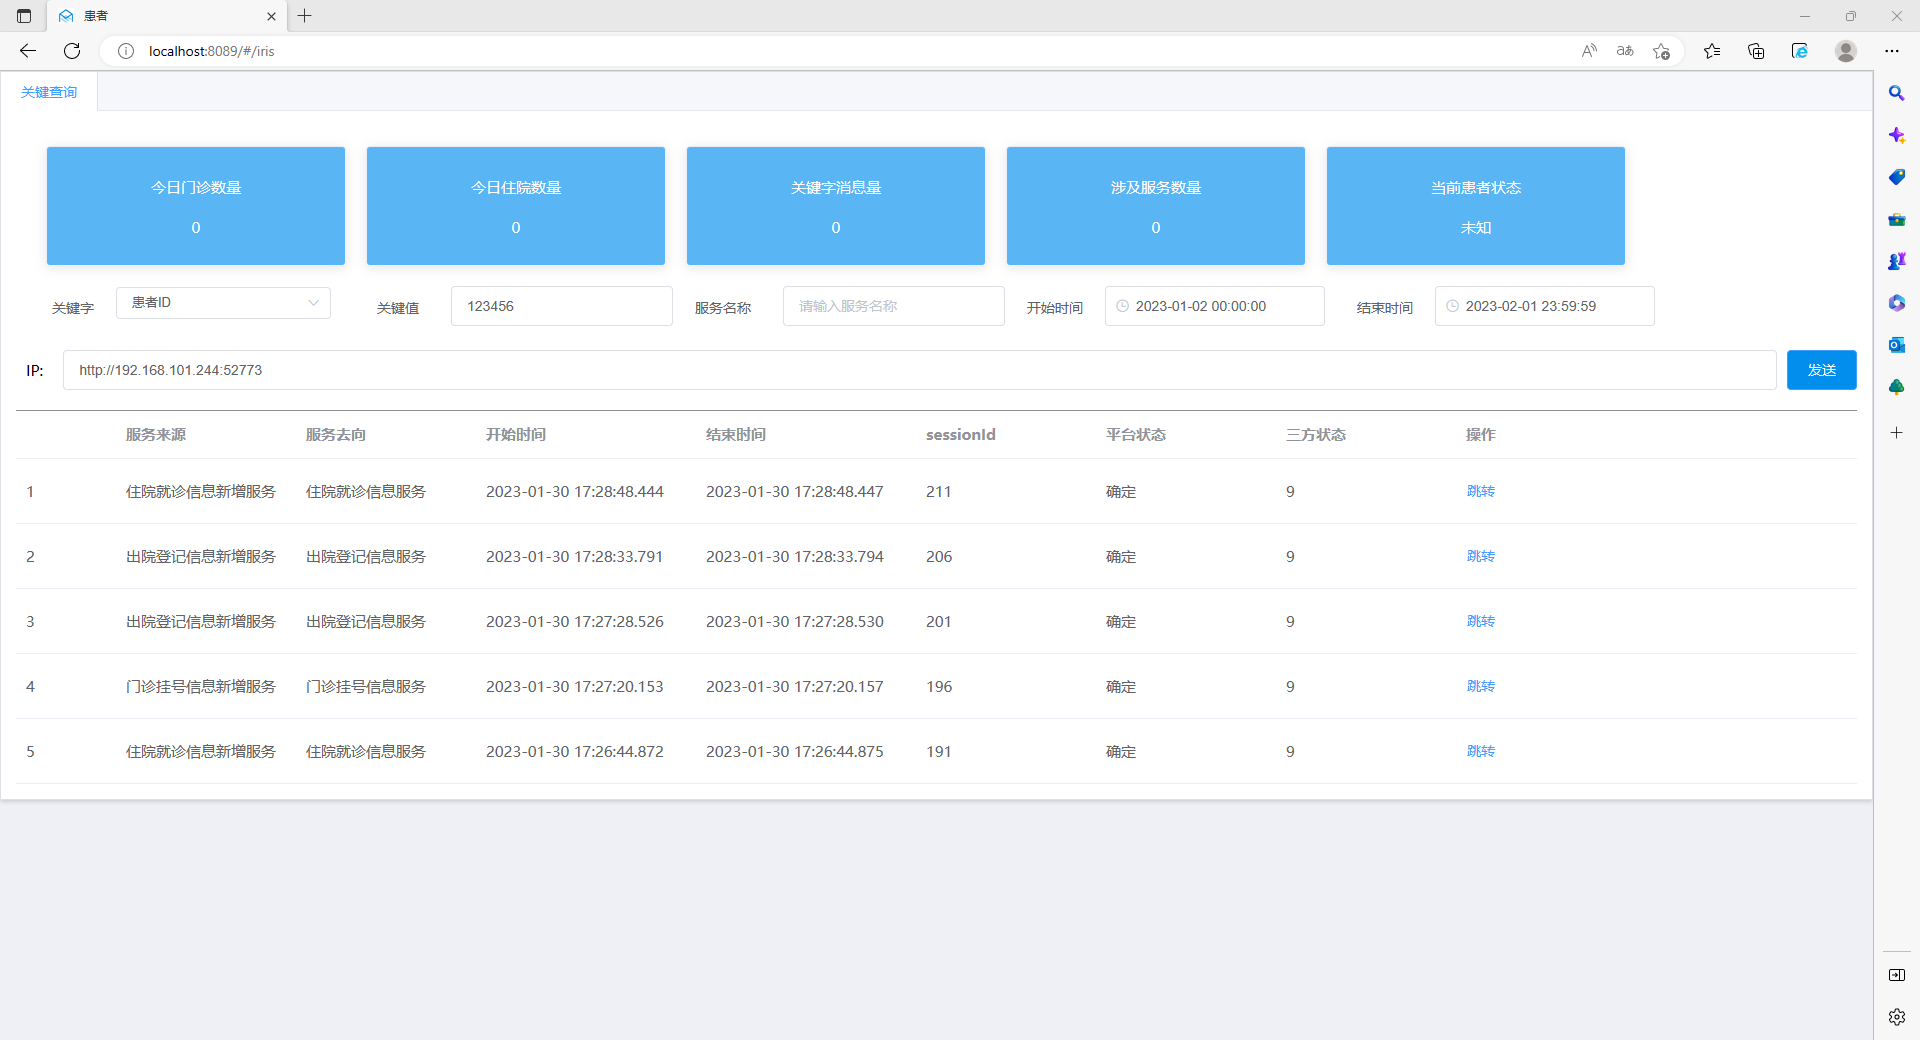 患者
localhost:8089/#/iris
关键查询
今日门诊数量 今日住院数量 关键字消息量 涉及服务数量 当前患者状态
0 0 0 0 未知
关键字 患者ID 关键值 123456 服务名称 请输入服务名称 开始时间 2023-01-02 00:00:00 结束时间 2023-02-01 23:59:59
IP: http://192.168.101.244:52773 发送
服务来源 服务去向 开始时间 结束时间 sessionId 平台状态 三方状态 操作
1 住院就诊信息新增服务 住院就诊信息服务 2023-01-30 17:28:48.444 2023-01-30 17:28:48.447 211 确定 9 跳转
2 出院登记信息新增服务 出院登记信息服务 2023-01-30 17:28:33.791 2023-01-30 17:28:33.794 206 确定 9 跳转
3 出院登记信息新增服务 出院登记信息服务 2023-01-30 17:27:28.526 2023-01-30 17:27:28.530 201 确定 9 跳转
4 门诊挂号信息新增服务 门诊挂号信息服务 2023-01-30 17:27:20.153 2023-01-30 17:27:20.157 196 确定 9 跳转
5 住院就诊信息新增服务 住院就诊信息服务 2023-01-30 17:26:44.872 2023-01-30 17:26:44.875 191 确定 9 跳转